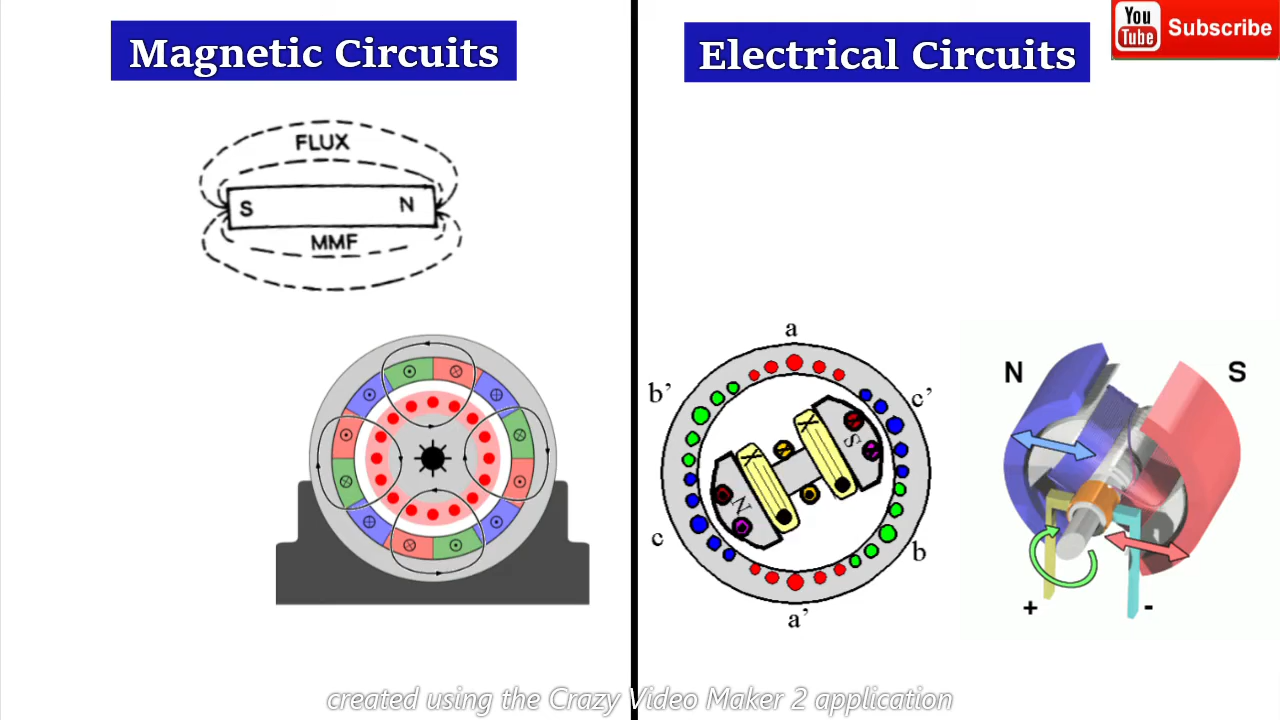 Magnetic Circuits
FLUX
S N
MMF
Electrical Circuits
You Tube Subscribe
a
b’
c’
S
N
c
b
a’
N S
+ -
created using the Crazy Video Maker 2 application